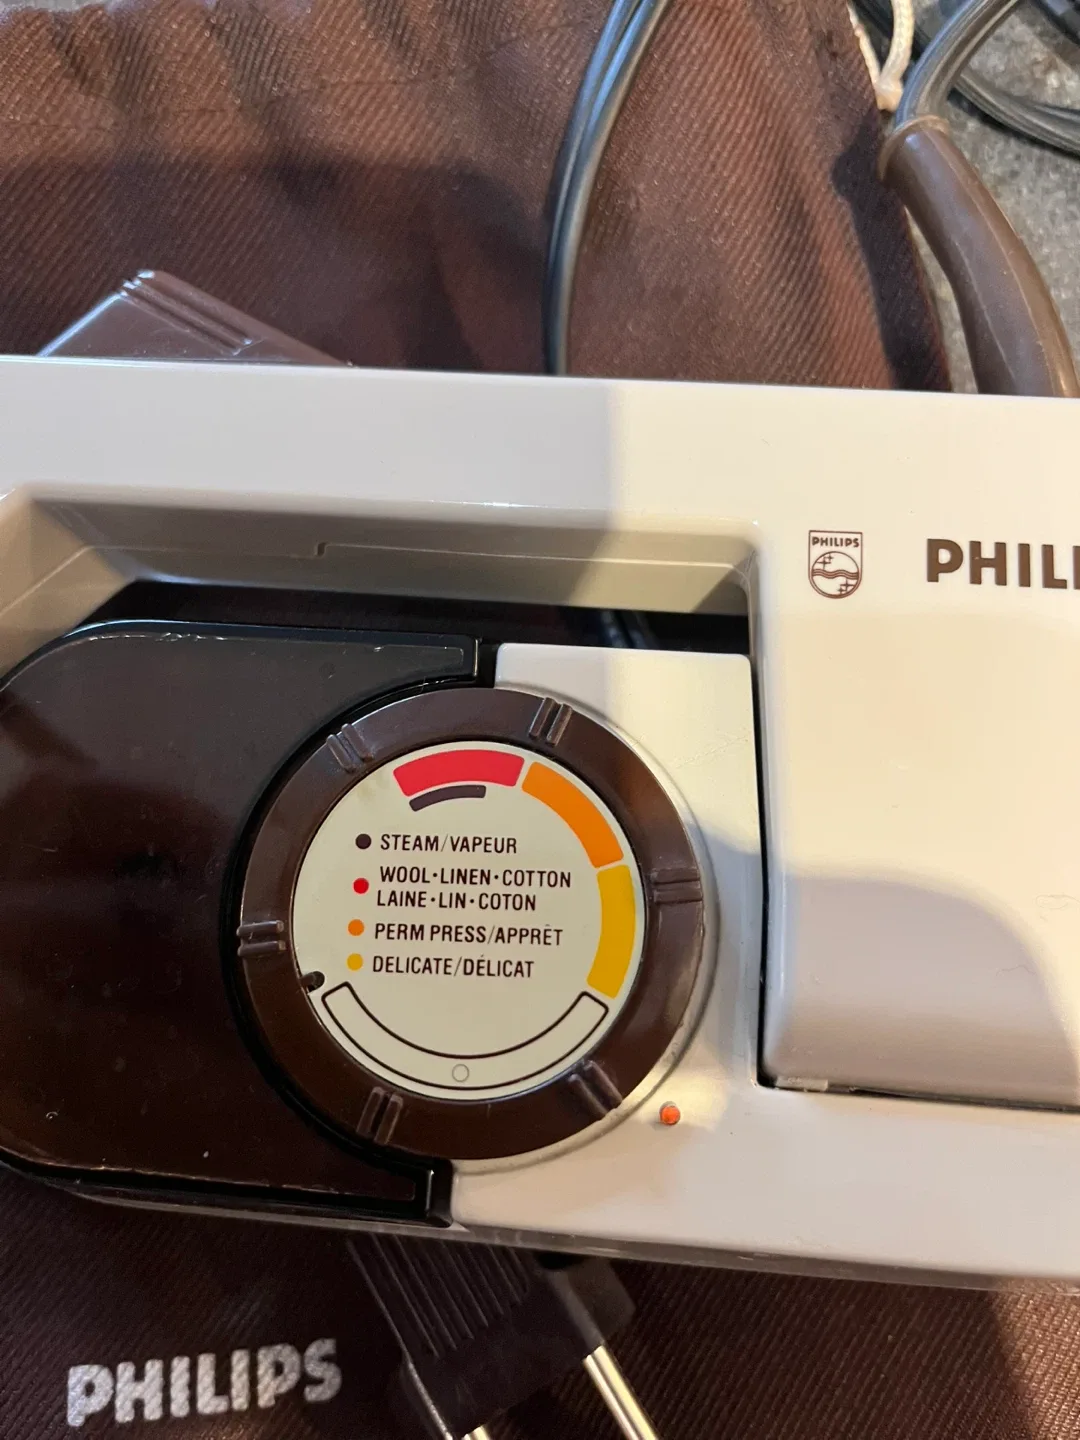 PHILIPS
PHILI
STEAM/VAPEUR
WOOL·LINEN·COTTON
LAINE·LIN·COTON
PERM PRESS/APPRÊT
DELICATE/DÉLICAT
PHILIPS